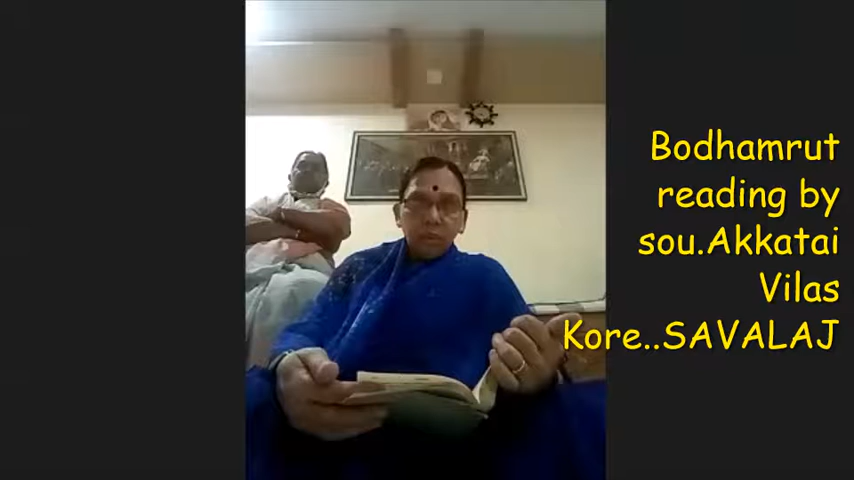 Bodhamrut
reading by
sou.Akkatai
Vilas
Kore..SAVALAJ